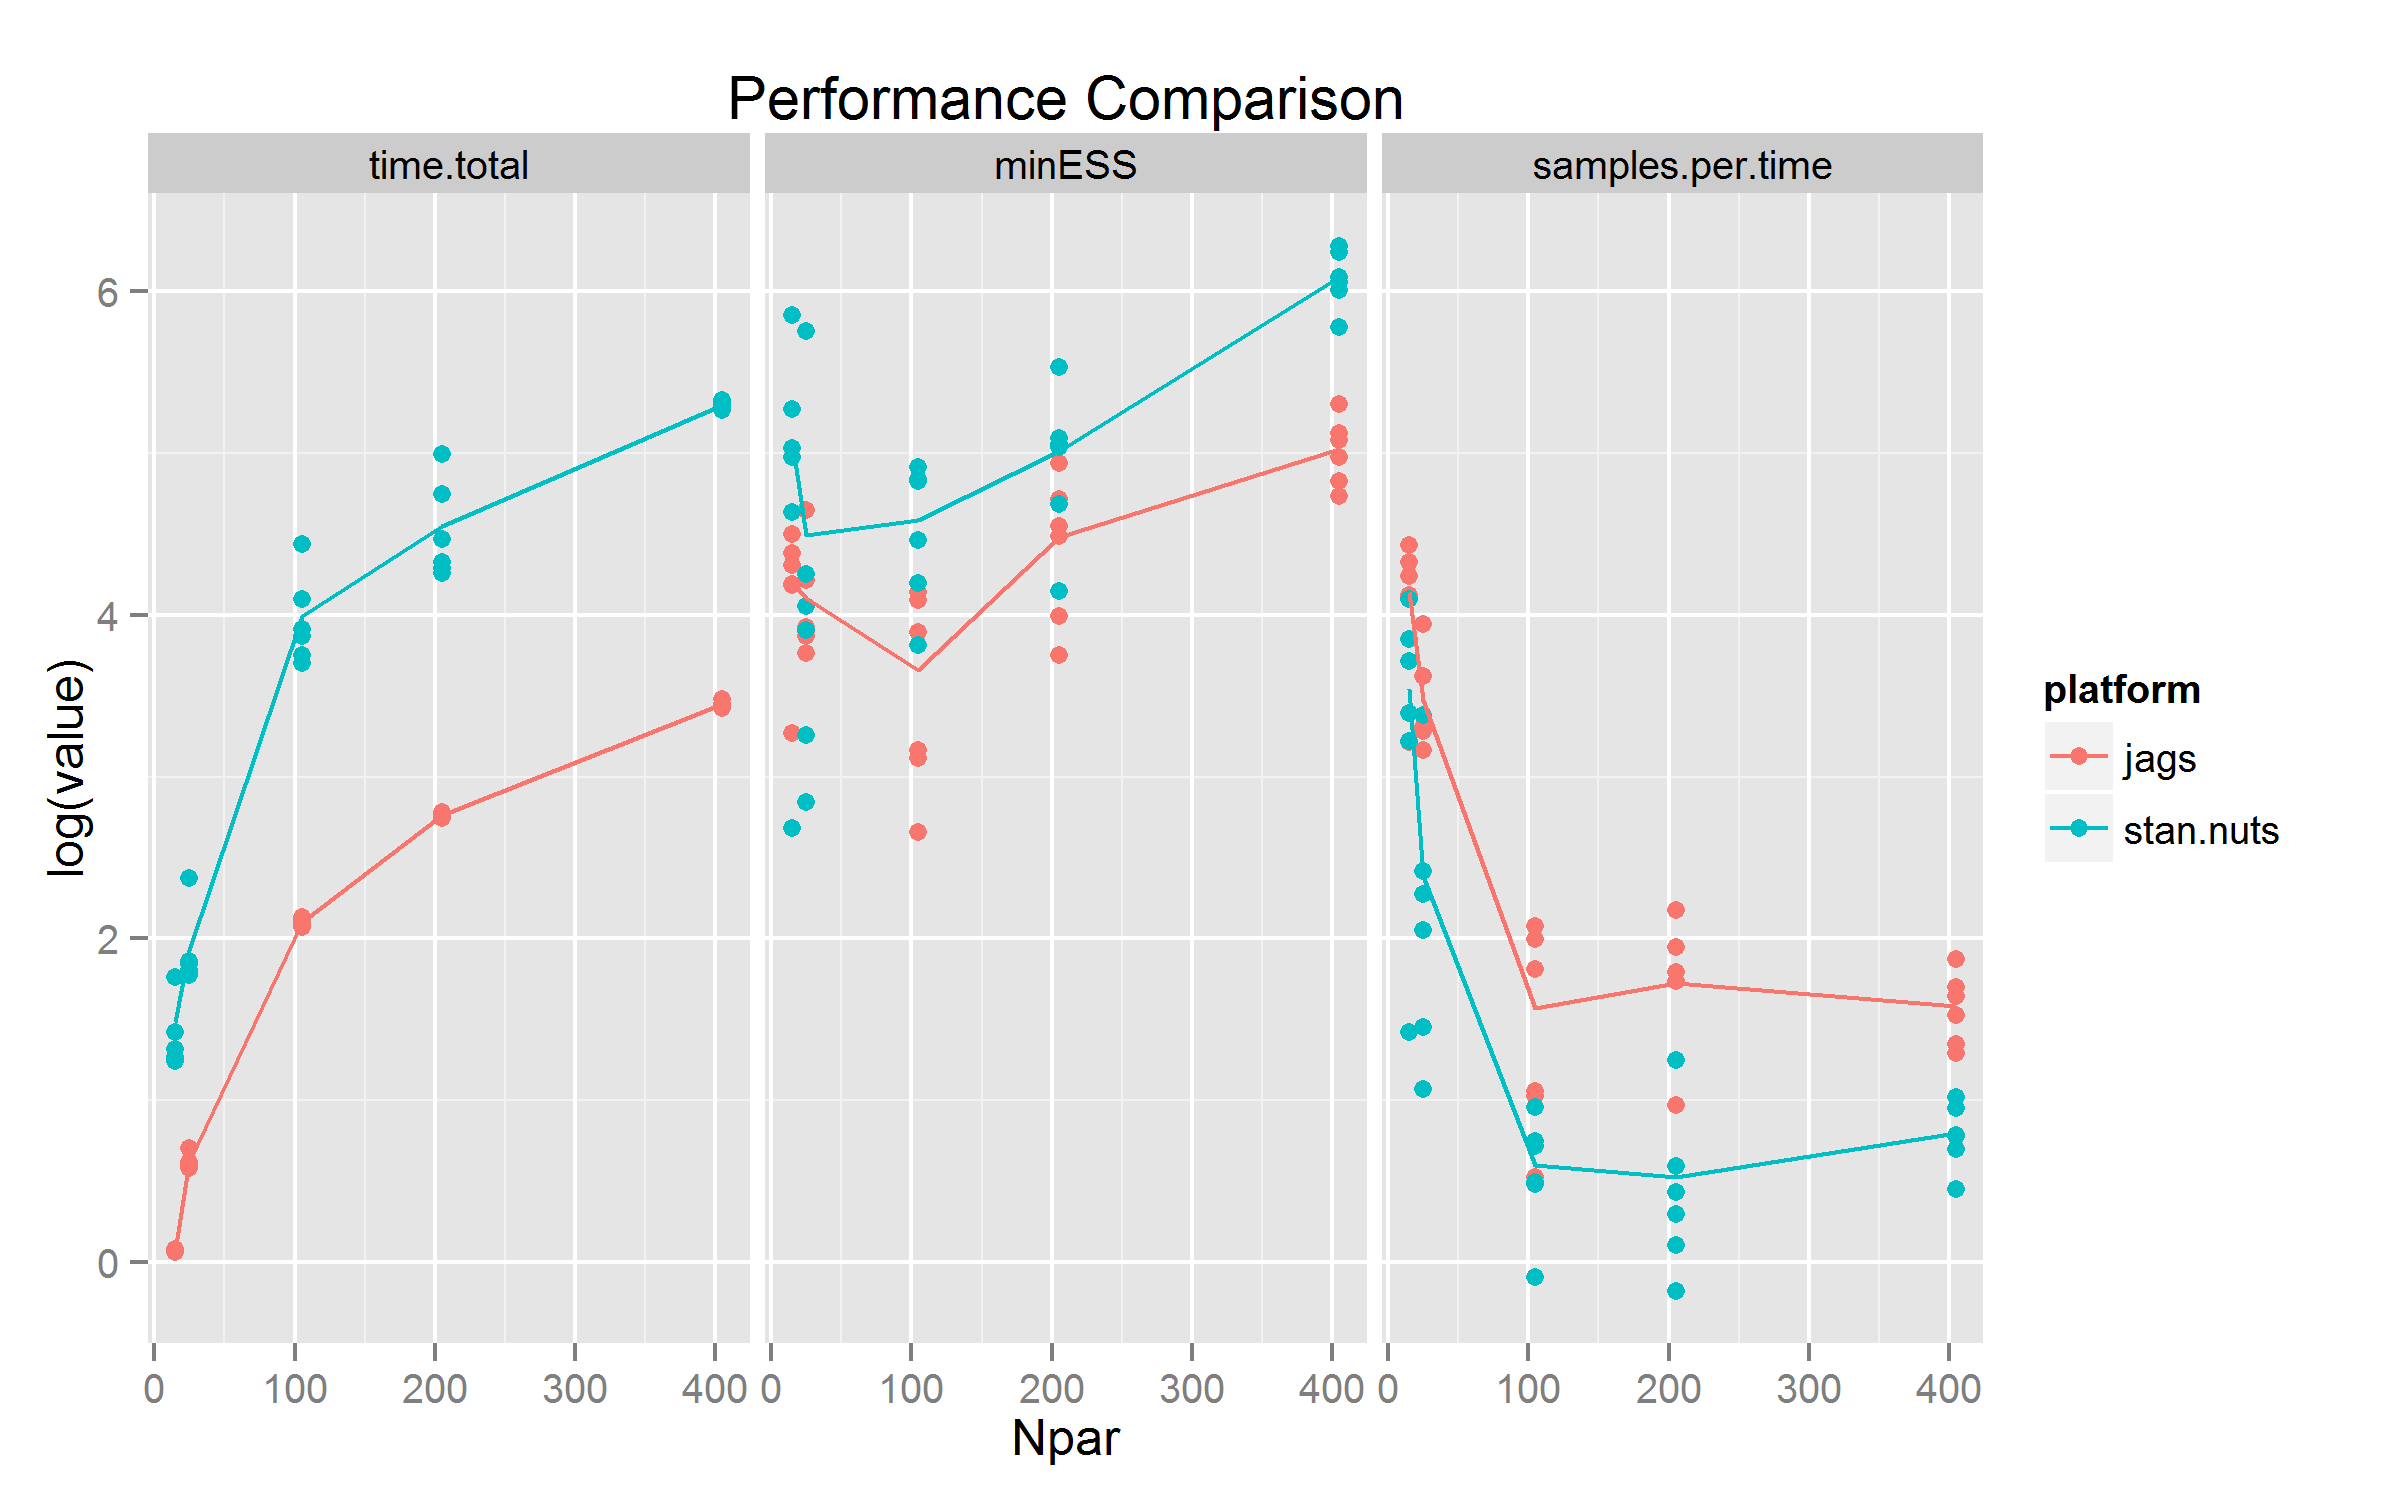 Performance Comparison
time.total minESS samples.per.time
6
4
2
0
log(value)
0 100 200 300 400 0 100 200 300 400 0 100 200 300 400
Npar
platform
jags
stan.nuts